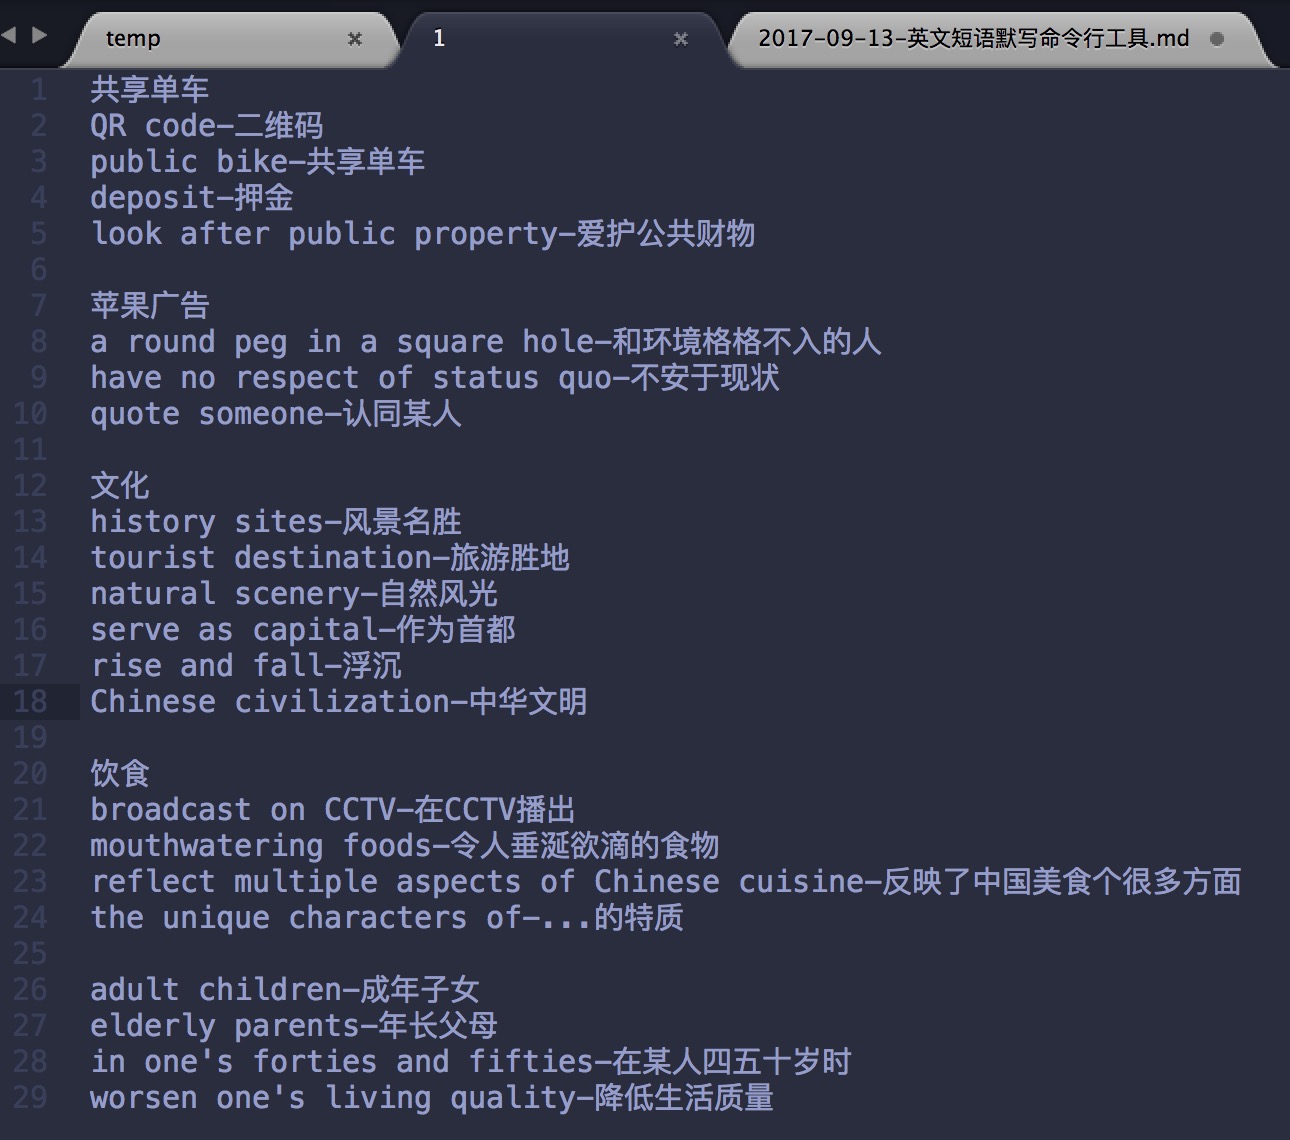 temp
1
2017-09-13-英文短语默写命令行工具.md
1 共享单车
2 QR code-二维码
3 public bike-共享单车
4 deposit-押金
5 look after public property-爱护公共财物
6
7 苹果广告
8 a round peg in a square hole-和环境格格不入的人
9 have no respect of status quo-不安于现状
10 quote someone-认同某人
11
12 文化
13 history sites-风景名胜
14 tourist destination-旅游胜地
15 natural scenery-自然风光
16 serve as capital-作为首都
17 rise and fall-浮沉
18 Chinese civilization-中华文明
19
20 饮食
21 broadcast on CCTV-在CCTV播出
22 mouthwatering foods-令人垂涎欲滴的食物
23 reflect multiple aspects of Chinese cuisine-反映了中国美食个很多方面
24 the unique characters of-...的特质
25
26 adult children-成年子女
27 elderly parents-年长父母
28 in one's forties and fifties-在某人四五十岁时
29 worsen one's living quality-降低生活质量